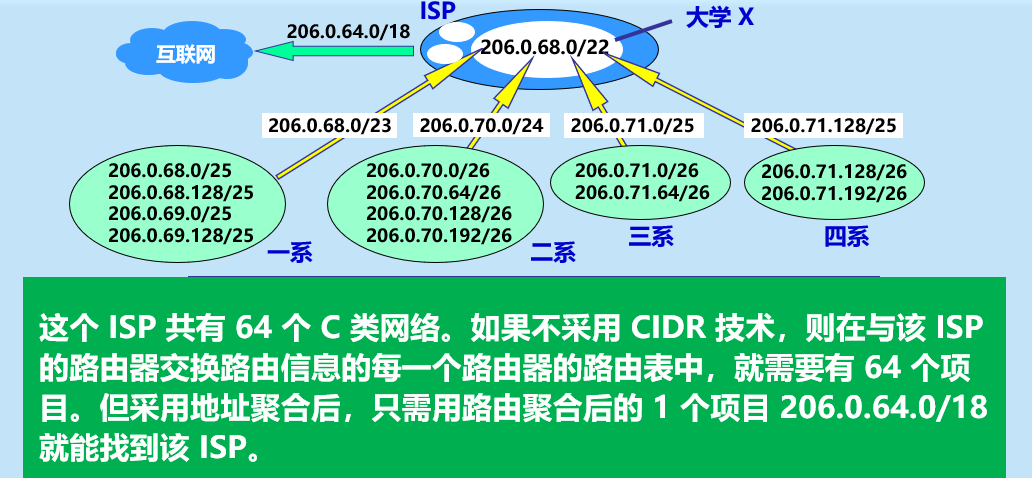 ISP
大学 X
206.0.64.0/18
互联网
206.0.68.0/22
206.0.68.0/23
206.0.70.0/24
206.0.71.0/25
206.0.71.128/25
206.0.68.0/25
206.0.68.128/25
206.0.69.0/25
206.0.69.128/25
一系
206.0.70.0/26
206.0.70.64/26
206.0.70.128/26
206.0.70.192/26
二系
206.0.71.0/26
206.0.71.64/26
三系
206.0.71.128/26
206.0.71.192/26
四系
这个 ISP 共有 64 个 C 类网络。如果不采用 CIDR 技术，则在与该 ISP
的路由器交换路由信息的每一个路由器的路由表中，就需要有 64 个项
目。但采用地址聚合后，只需用路由聚合后的 1 个项目 206.0.64.0/18
就能找到该 ISP。